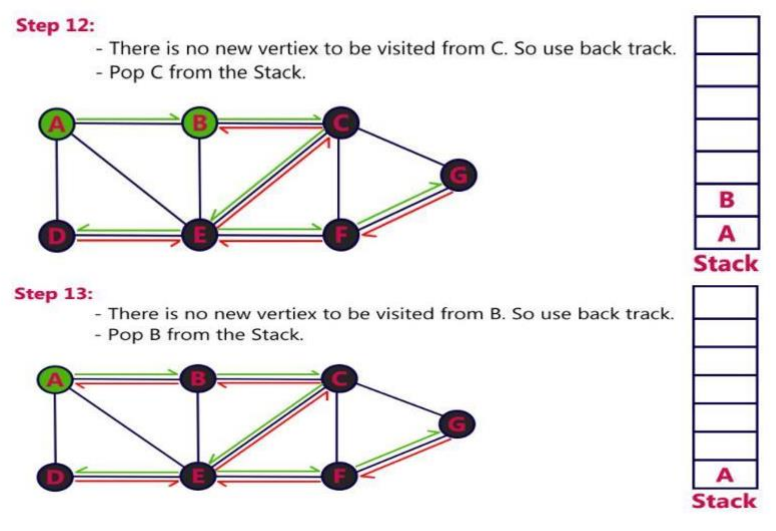 Step 12:
- There is no new vertiex to be visited from C. So use back track.
- Pop C from the Stack.
A B C
G
D E F
B
A
Stack
Step 13:
- There is no new vertiex to be visited from B. So use back track.
- Pop B from the Stack.
A B C
G
D E F
A
Stack